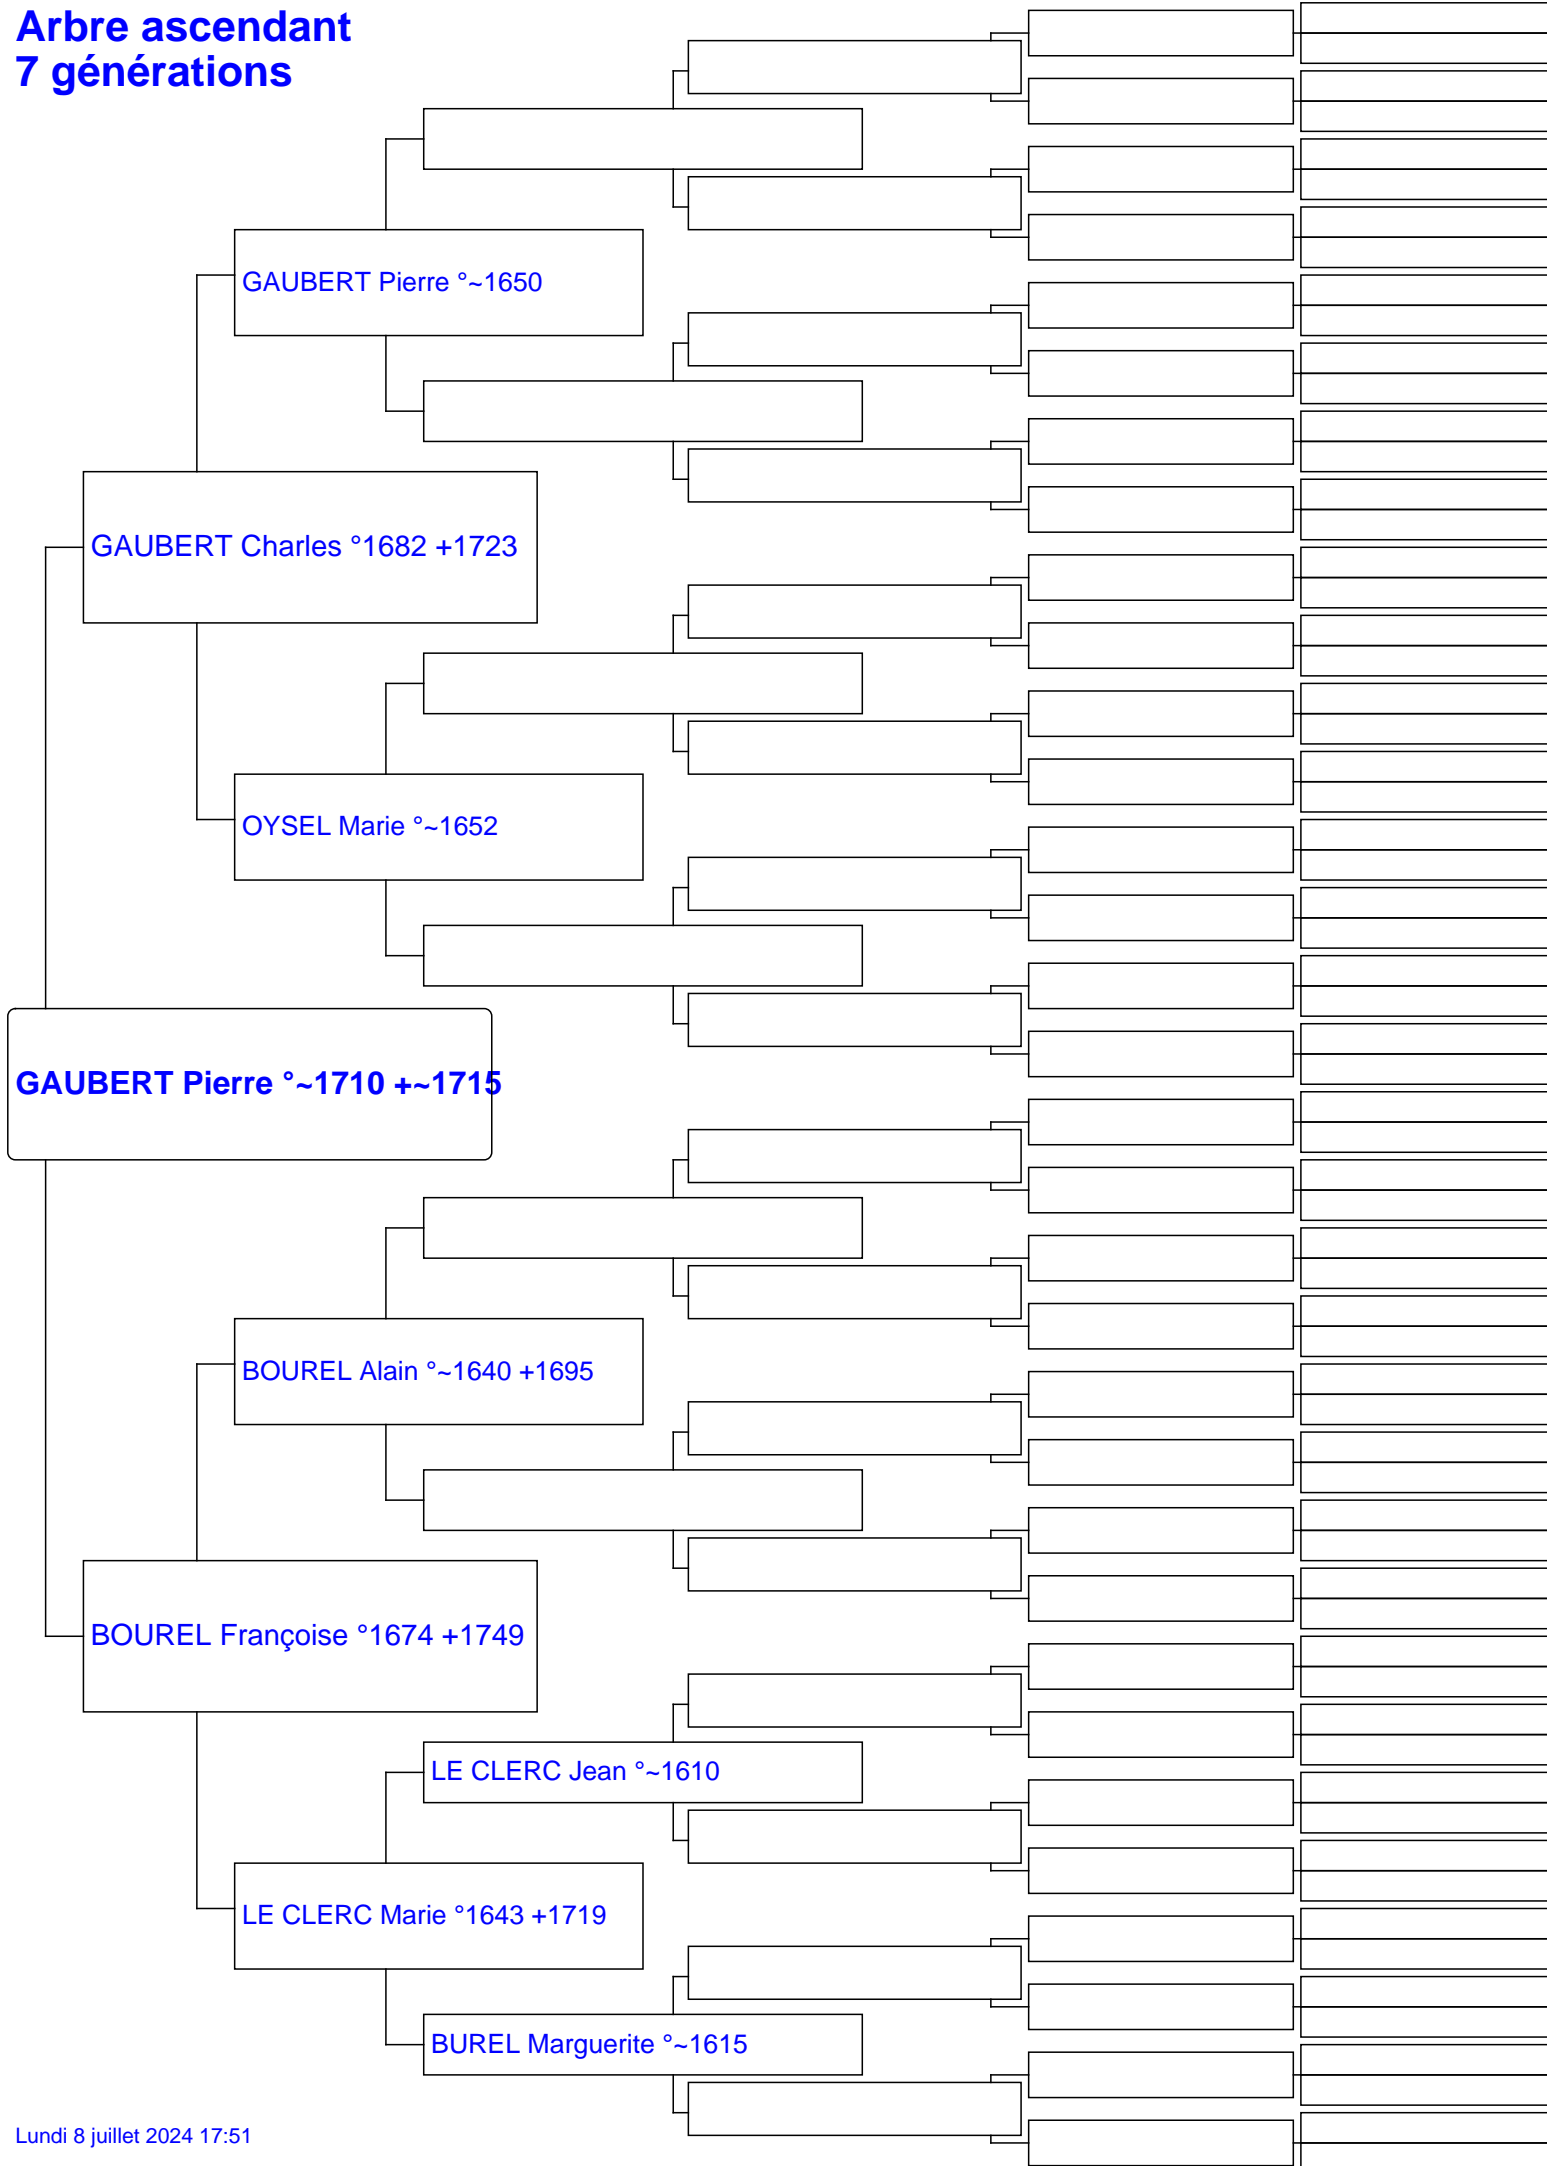 Arbre ascendant
7 générations
GAUBERT Pierre °~1650
GAUBERT Charles °1682 +1723
OYSEL Marie °~1652
GAUBERT Pierre °~1710 +~1715
BOUREL Alain °~1640 +1695
BOUREL Françoise °1674 +1749
LE CLERC Jean °~1610
LE CLERC Marie °1643 +1719
BUREL Marguerite °~1615
Lundi 8 juillet 2024 17:51